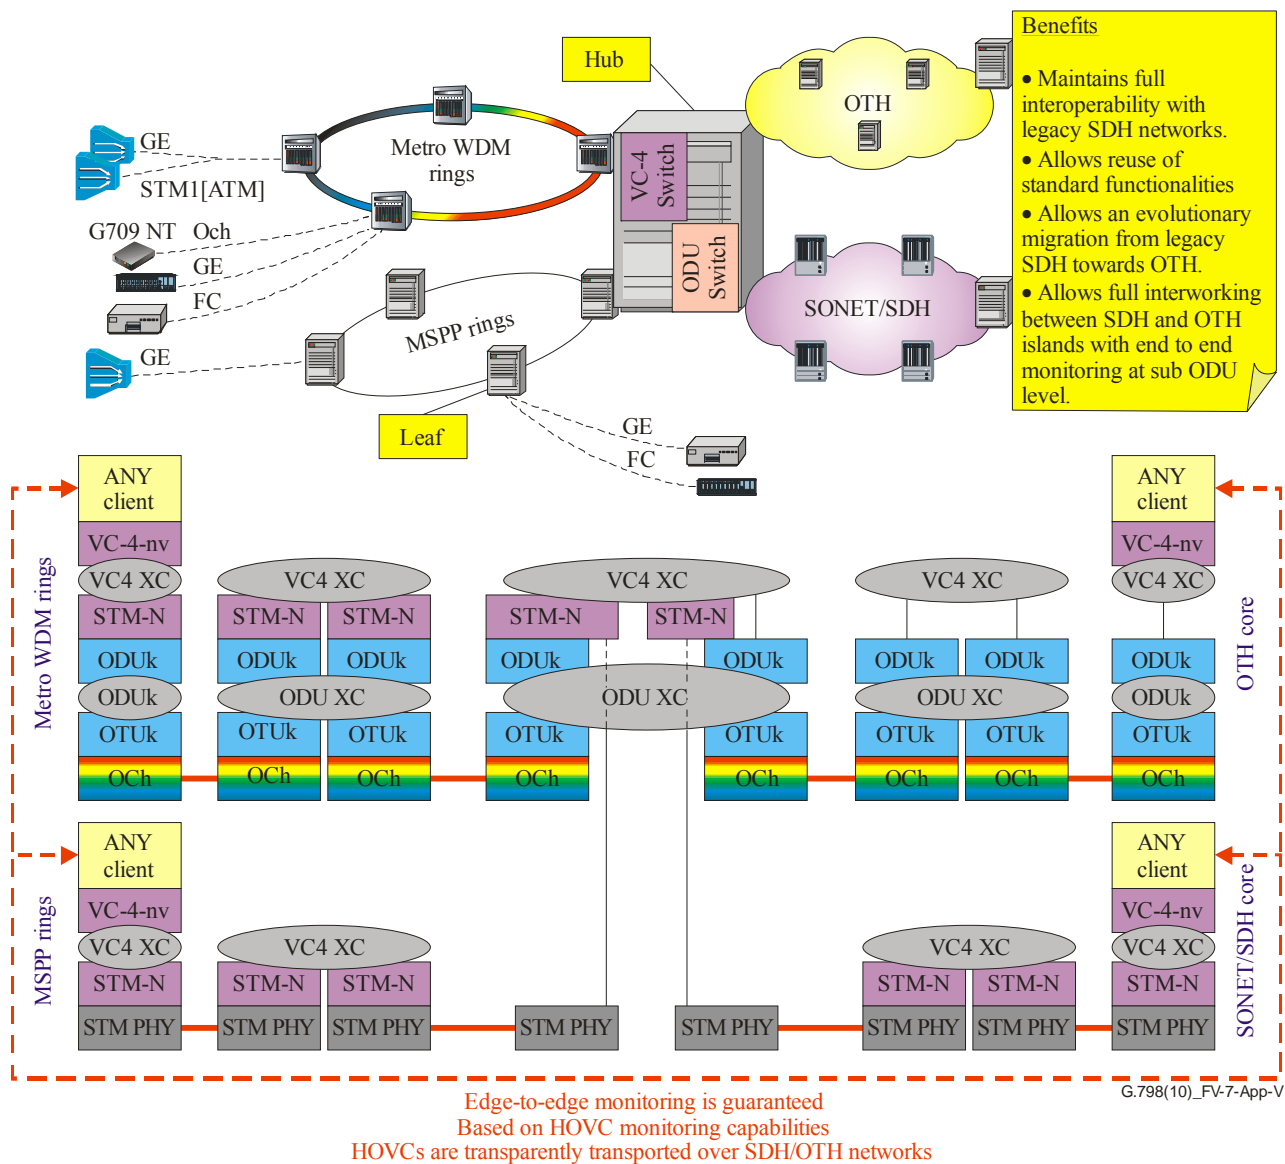 Hub
Benefits
• Maintains full
interoperability with
legacy SDH networks.
• Allows reuse of
standard functionalities
• Allows an evolutionary
migration from legacy
SDH towards OTH.
• Allows full interworking
between SDH and OTH
islands with end to end
monitoring at sub ODU
level.
OTH
GE
STM1[ATM]
Metro WDM
rings
VC-4
Switch
ODU
Switch
G709 NT
Och
GE
FC
SONET/SDH
MSPP rings
GE
Leaf
GE
FC
Metro WDM rings
ANY
client
ANY
client
VC-4-nv
VC-4-nv
VC4 XC
VC4 XC
VC4 XC
VC4 XC
VC4 XC
STM-N
STM-N
STM-N
STM-N
STM-N
ODUk
ODUk
ODUk
ODUk
ODUk
ODUk
ODUk
ODUk
ODUk
ODU XC
ODU XC
ODU XC
ODUk
OTUk
OTUk
OTUk
OTUk
OTUk
OTUk
OTUk
OTUk
OCh
OCh
OCh
OCh
OCh
OCh
OCh
OCh
OTH core
MSPP rings
ANY
client
ANY
client
VC-4-nv
VC-4-nv
VC4 XC
VC4 XC
VC4 XC
VC4 XC
STM-N
STM-N
STM-N
STM-N
STM-N
STM-N
STM PHY
STM PHY
STM PHY
STM PHY
STM PHY
STM PHY
STM PHY
STM PHY
SONET/SDH core
G.798(10)_FV-7-App-V
Edge-to-edge monitoring is guaranteed
Based on HOVC monitoring capabilities
HOVCs are transparently transported over SDH/OTH networks